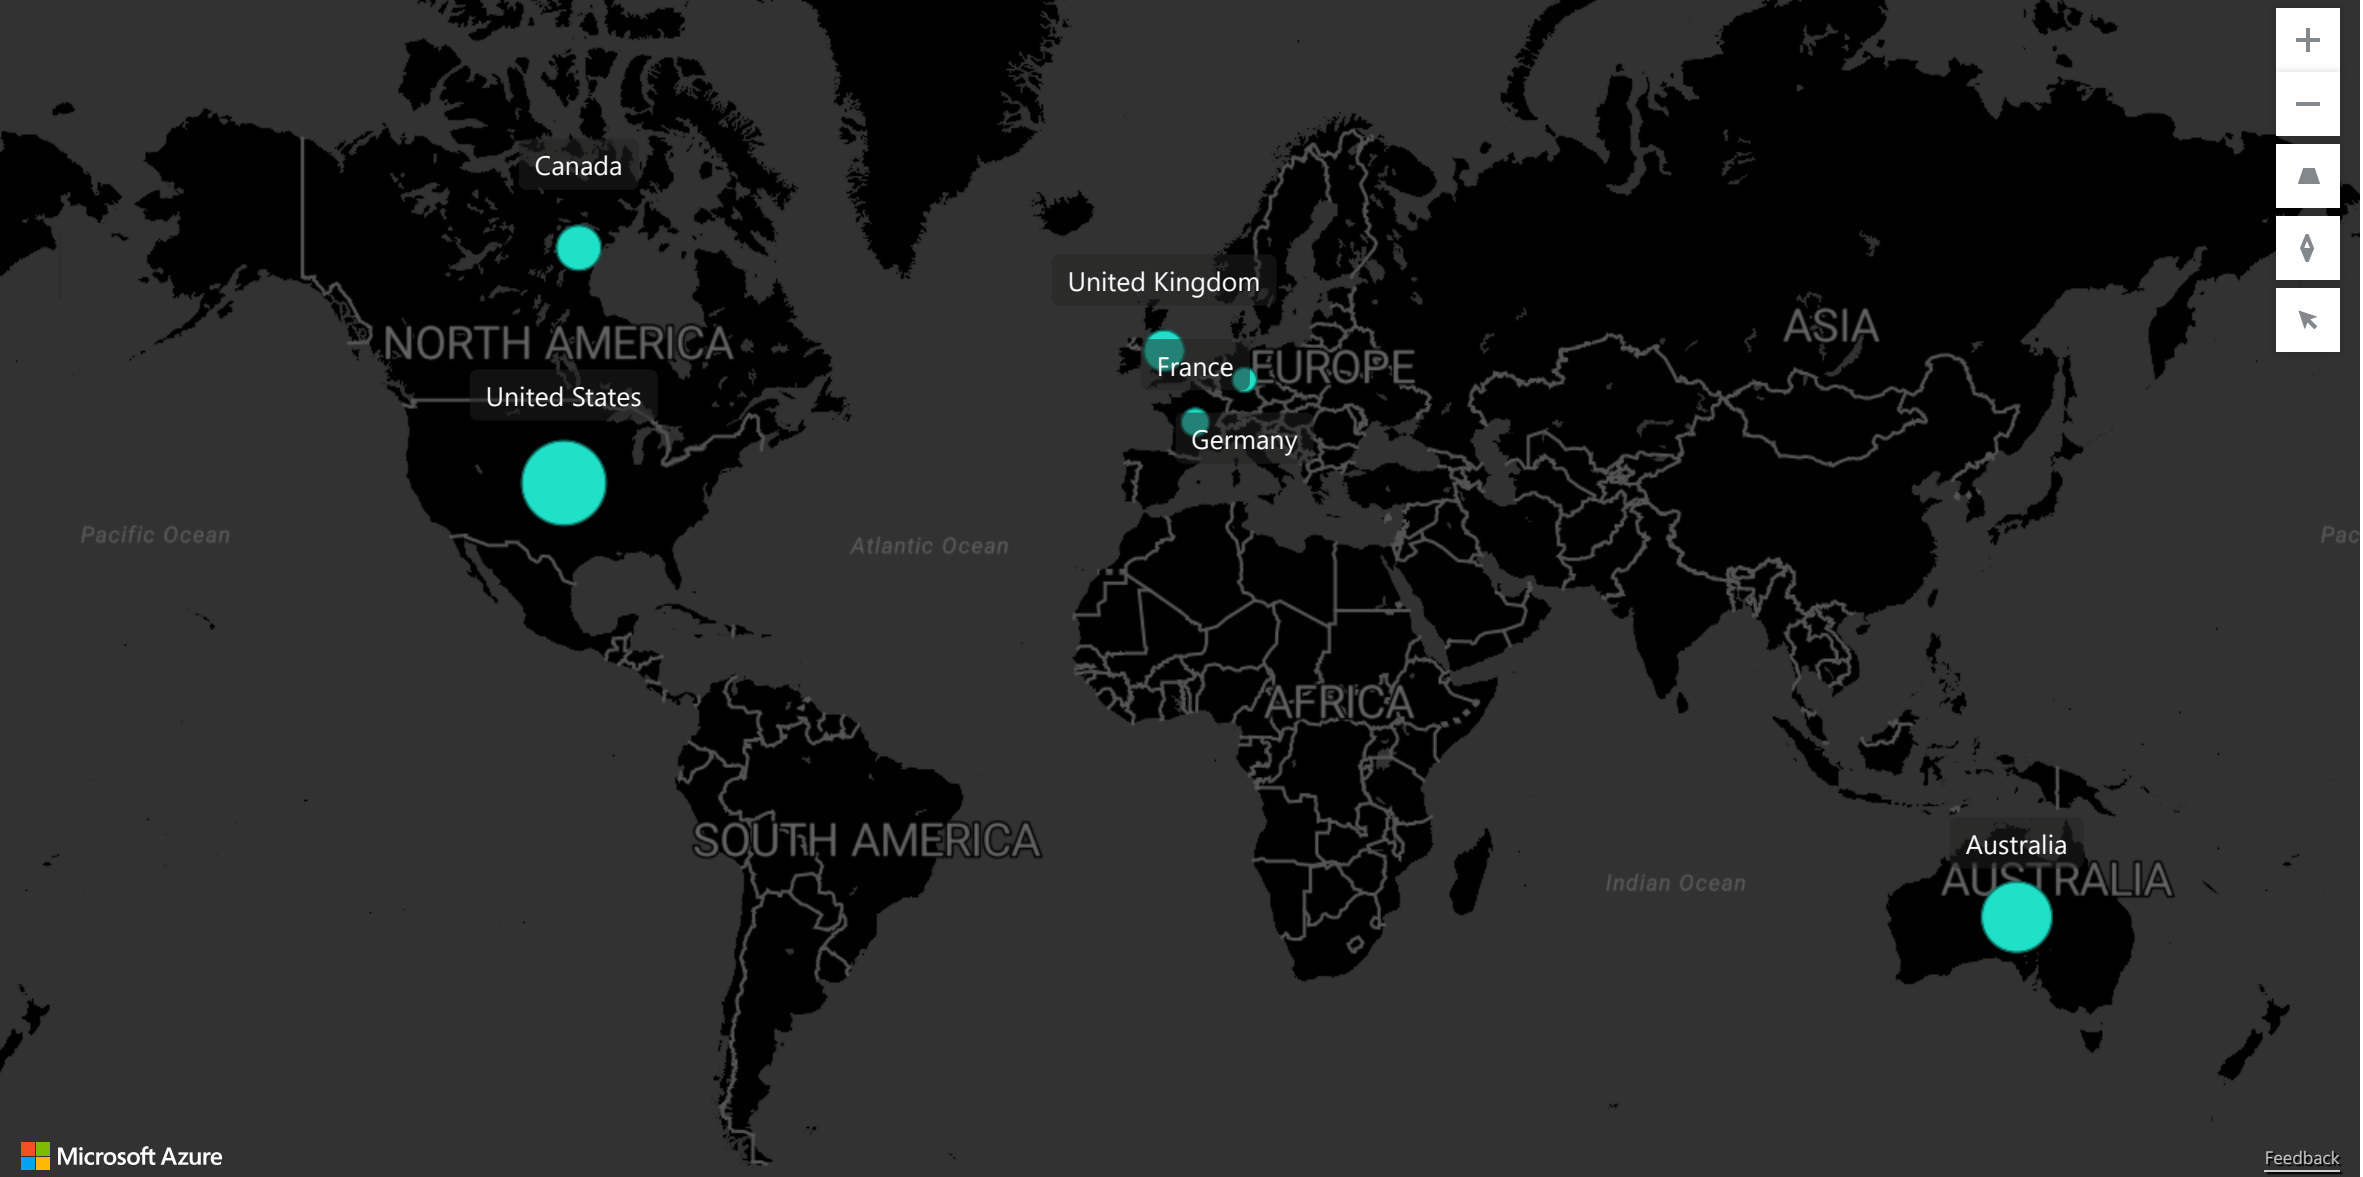 Canada
United Kingdom
NORTH AMERICA
ASIA
France
EUROPE
United States
Germany
Pacific Ocean
Atlantic Ocean
Pac
AFRICA
SOUTH AMERICA
Australia
AUSTRALIA
Indian Ocean
Microsoft Azure
Feedback